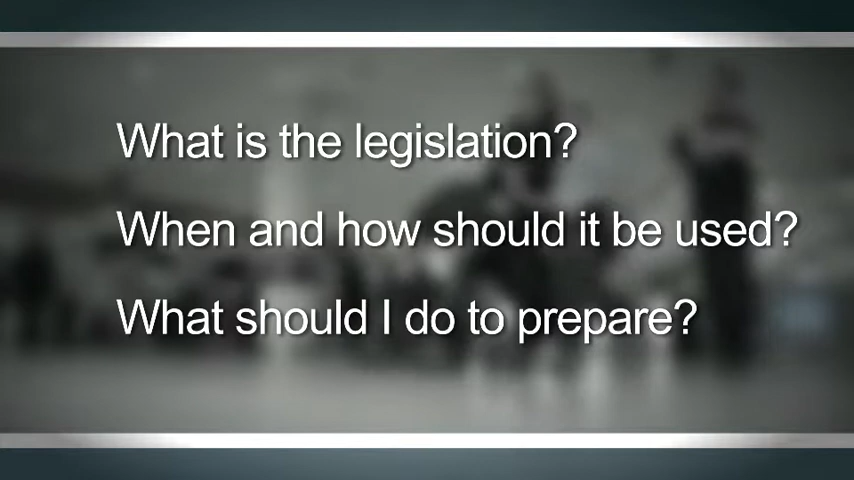 What is the legislation?
When and how should it be used?
What should I do to prepare?